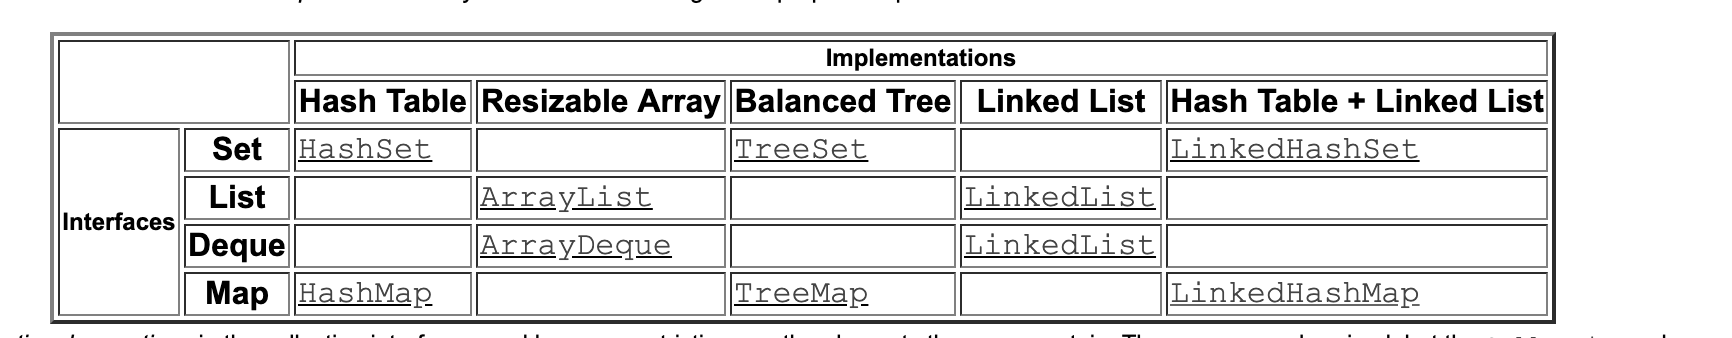 Implementations
Hash Table Resizable Array Balanced Tree Linked List Hash Table + Linked List
Interfaces
Set HashSet TreeSet LinkedHashSet
List ArrayList LinkedList
Deque ArrayDeque LinkedList
Map HashMap TreeMap LinkedHashMap